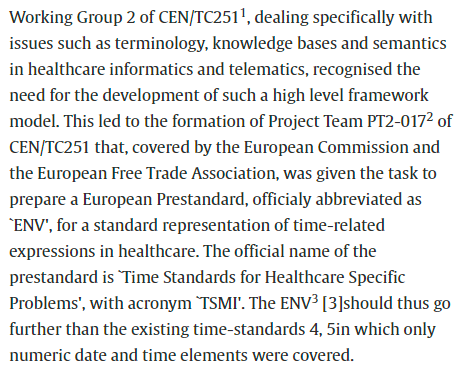 Working Group 2 of CEN/TC251¹, dealing specifically with
issues such as terminology, knowledge bases and semantics
in healthcare informatics and telematics, recognised the
need for the development of such a high level framework
model. This led to the formation of Project Team PT2-017² of
CEN/TC251 that, covered by the European Commission and
the European Free Trade Association, was given the task to
prepare a European Prestandard, officialy abbreviated as
`ENV', for a standard representation of time-related
expressions in healthcare. The official name of the
prestandard is `Time Standards for Healthcare Specific
Problems', with acronym `TSMI'. The ENV³ [3]should thus go
further than the existing time-standards 4, 5in which only
numeric date and time elements were covered.